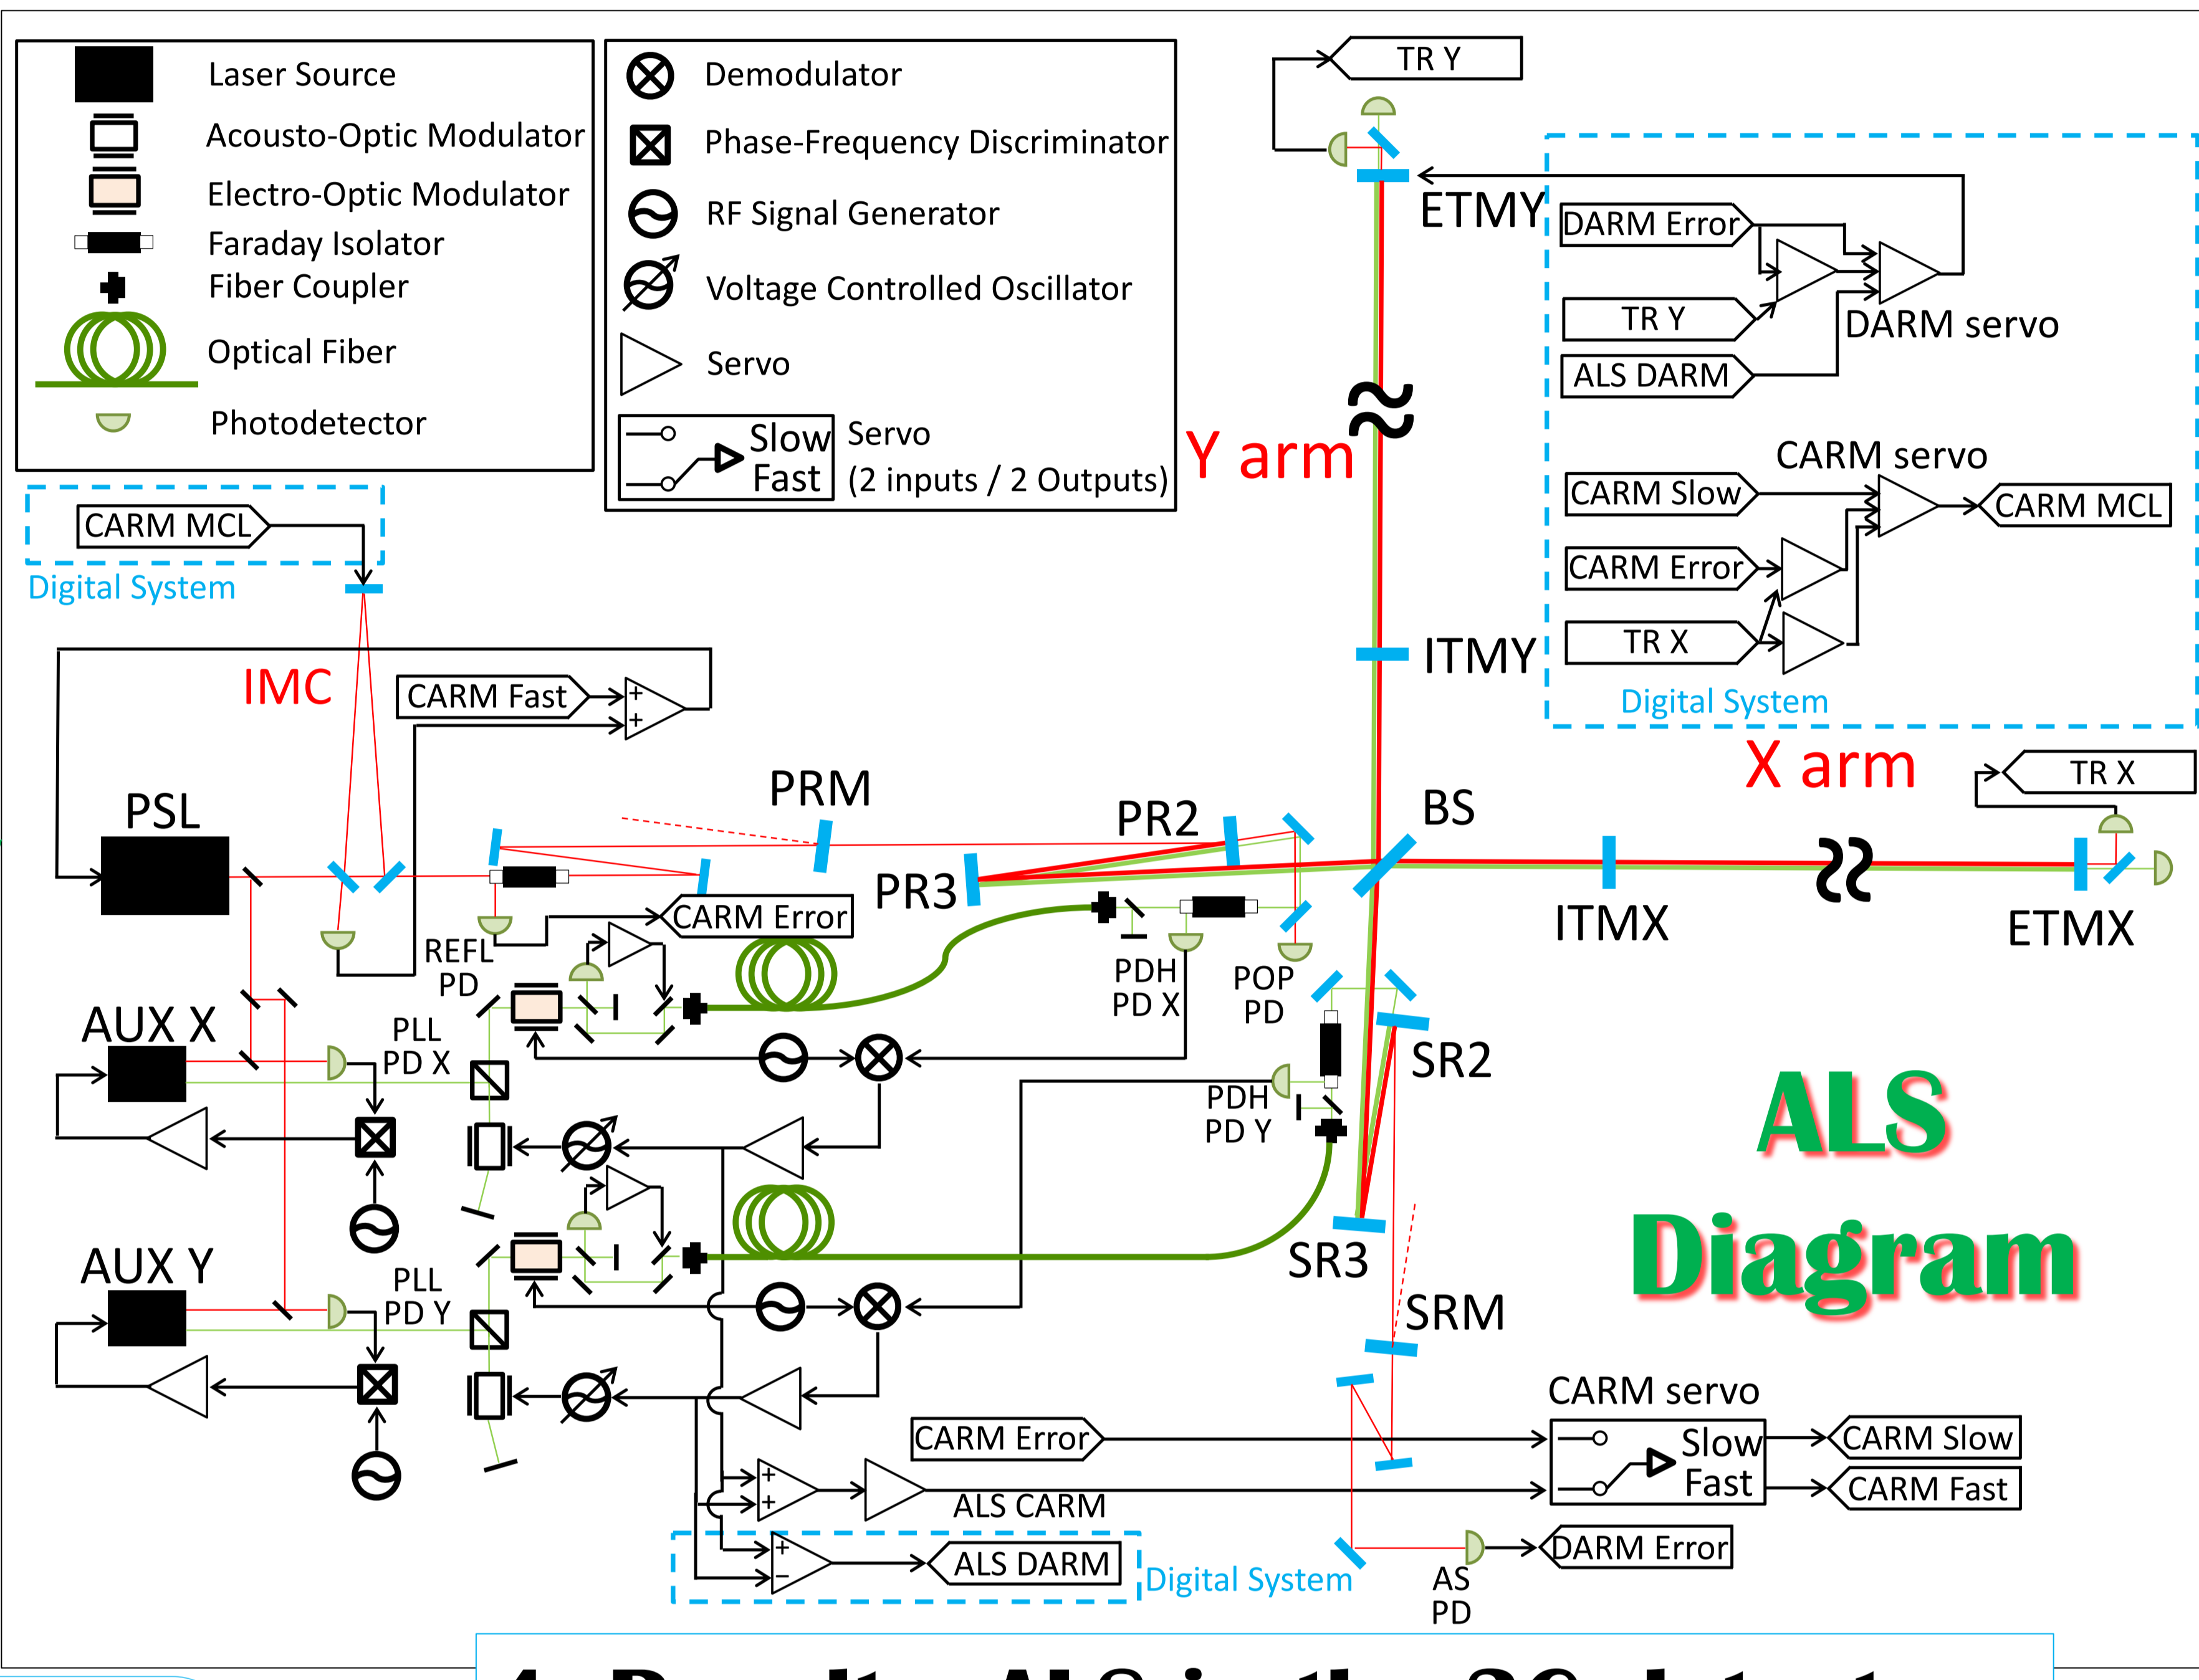 Laser Source
Acousto-Optic Modulator
Electro-Optic Modulator
Faraday Isolator
Fiber Coupler
Optical Fiber
Photodetector
Demodulator
Phase-Frequency Discriminator
RF Signal Generator
Voltage Controlled Oscillator
Servo
Slow
Fast
Servo
(2 inputs / 2 Outputs)
TR Y
ETMY
DARM Error
TR Y
DARM servo
ALS DARM
Y arm
CARM servo
CARM Slow
CARM MCL
CARM Error
TR X
Digital System
CARM MCL
Digital System
IMC
CARM Fast
+
+
ITMY
X arm
TR X
PSL
PRM
PR2
BS
PR3
ITMX
ETMX
CARM Error
REFL
PD
PDH
PD X
POP
PD
AUX X
PLL
PD X
SR2
PDH
PD Y
ALS
Diagram
AUX Y
PLL
PD Y
SR3
SRM
CARM servo
CARM Error
Slow
Fast
CARM Slow
CARM Fast
+
+
ALS CARM
+
−
ALS DARM
Digital System
AS
PD
DARM Error